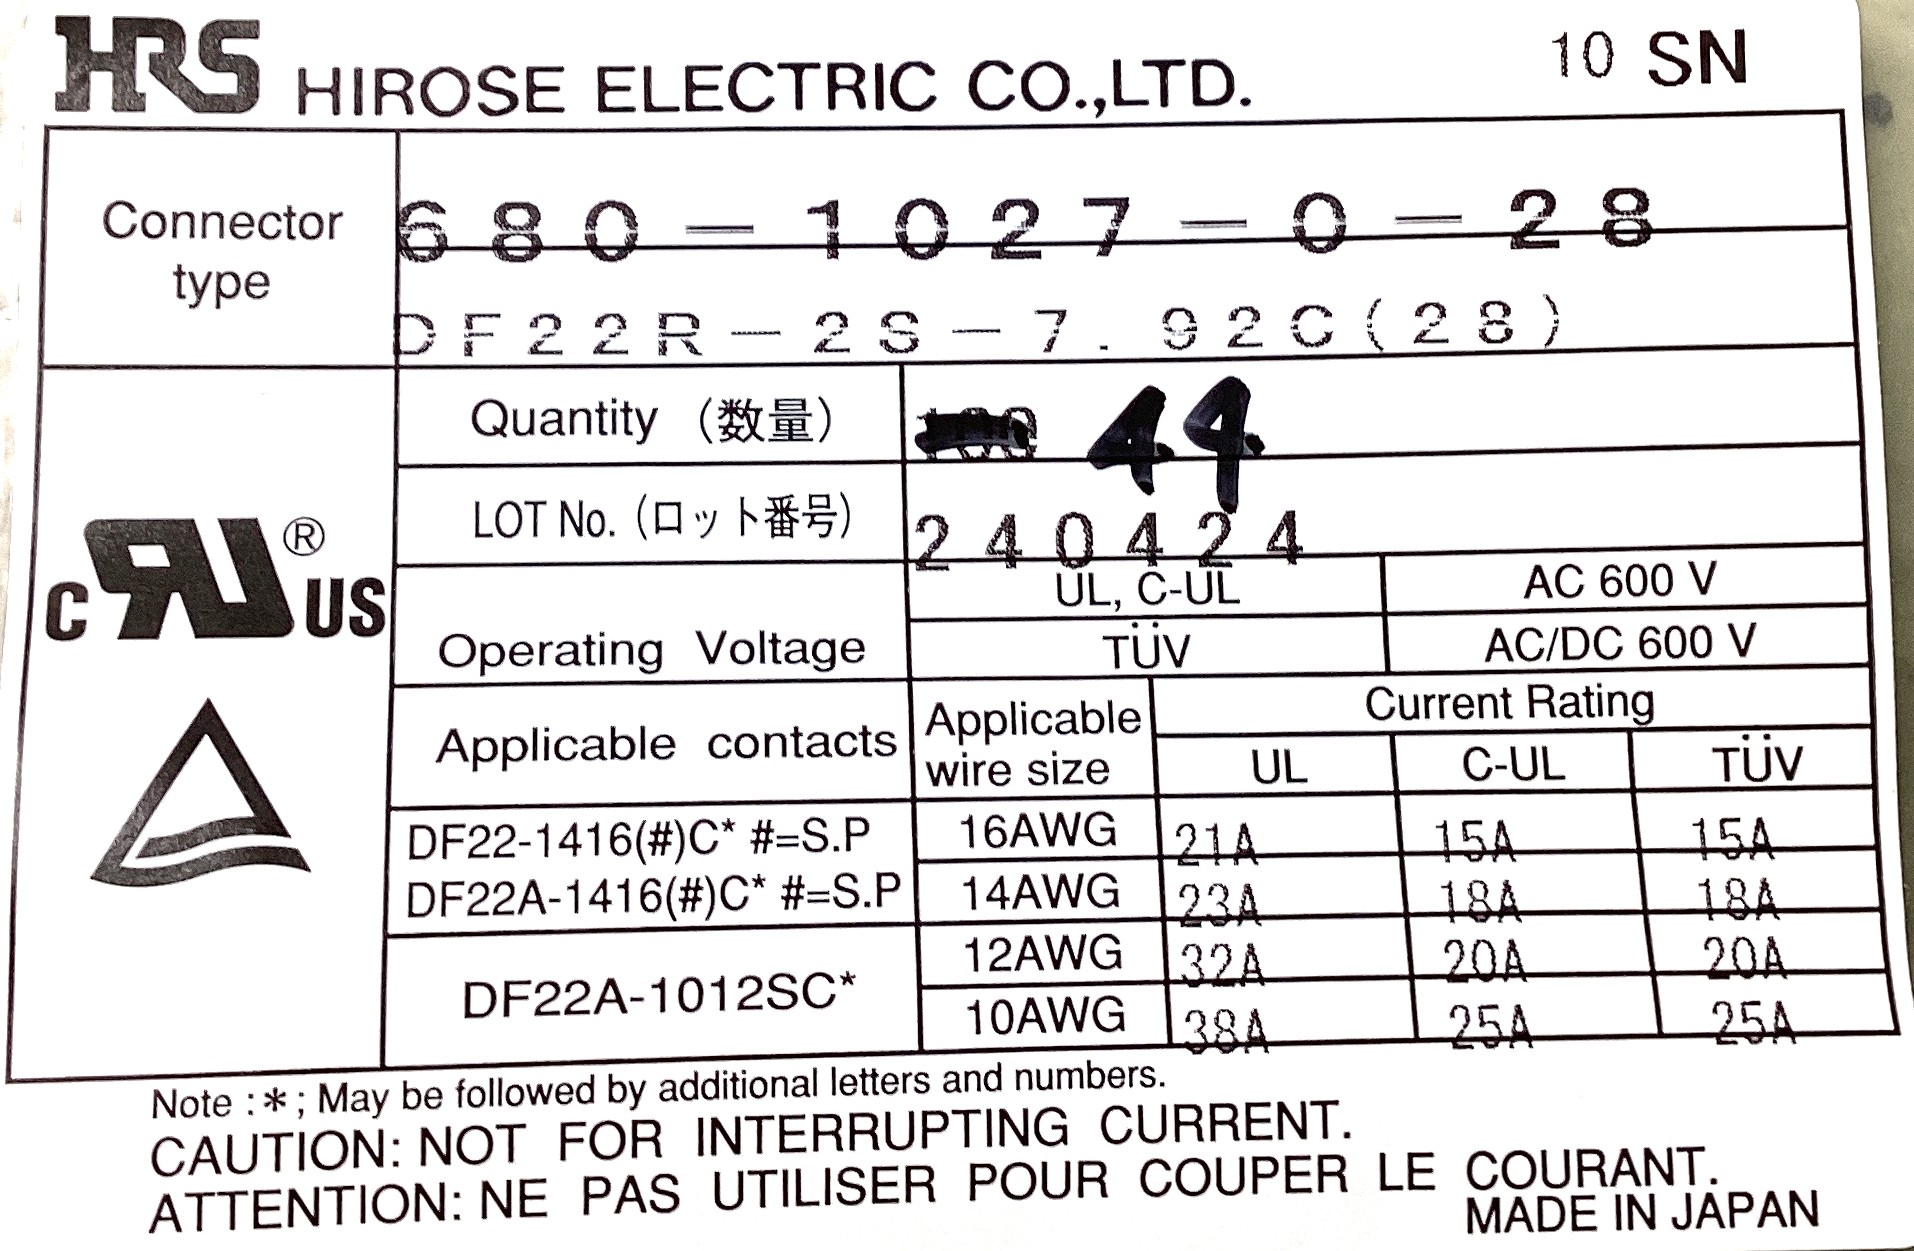 HRS HIROSE ELECTRIC CO.,LTD. 10 SN
Connector type
680-1027-0-28
DF22R-2S-7.92C(28)
Quantity (数量) 44
LOT No. (ロット番号) 240424
Operating Voltage
UL, C-UL AC 600 V
TÜV AC/DC 600 V
C RU ® US
Applicable contacts
Applicable wire size
Current Rating
UL C-UL TÜV
DF22-1416(#)C* #=S.P
DF22A-1416(#)C* #=S.P
16AWG 21A 15A 15A
14AWG 23A 18A 18A
DF22A-1012SC*
12AWG 32A 20A 20A
10AWG 38A 25A 25A
Note :*; May be followed by additional letters and numbers.
CAUTION: NOT FOR INTERRUPTING CURRENT.
ATTENTION: NE PAS UTILISER POUR COUPER LE COURANT.
MADE IN JAPAN